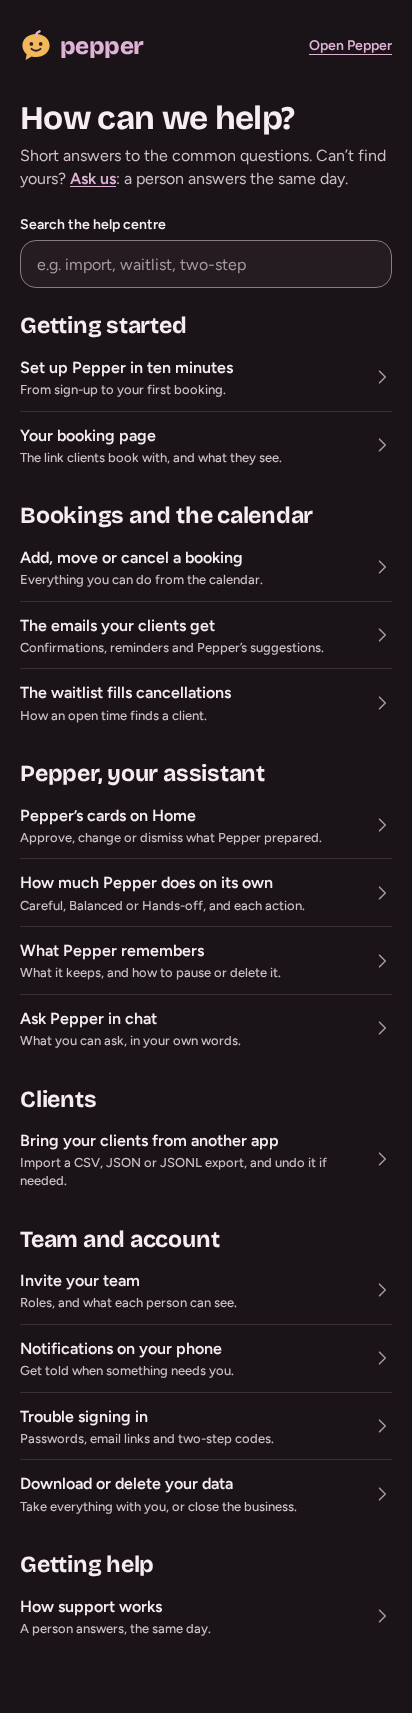 pepper
Open Pepper
How can we help?
Short answers to the common questions. Can’t find
yours? Ask us: a person answers the same day.
Search the help centre
e.g. import, waitlist, two-step
Getting started
Set up Pepper in ten minutes
From sign-up to your first booking.
Your booking page
The link clients book with, and what they see.
Bookings and the calendar
Add, move or cancel a booking
Everything you can do from the calendar.
The emails your clients get
Confirmations, reminders and Pepper’s suggestions.
The waitlist fills cancellations
How an open time finds a client.
Pepper, your assistant
Pepper’s cards on Home
Approve, change or dismiss what Pepper prepared.
How much Pepper does on its own
Careful, Balanced or Hands-off, and each action.
What Pepper remembers
What it keeps, and how to pause or delete it.
Ask Pepper in chat
What you can ask, in your own words.
Clients
Bring your clients from another app
Import a CSV, JSON or JSONL export, and undo it if
needed.
Team and account
Invite your team
Roles, and what each person can see.
Notifications on your phone
Get told when something needs you.
Trouble signing in
Passwords, email links and two-step codes.
Download or delete your data
Take everything with you, or close the business.
Getting help
How support works
A person answers, the same day.